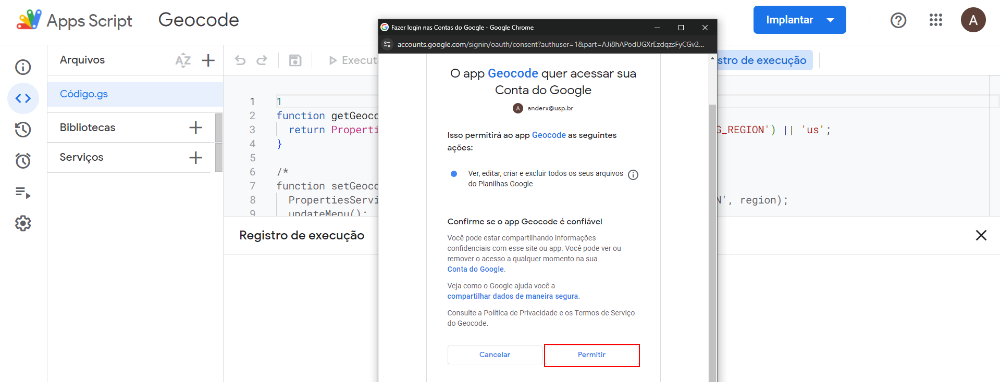 Apps Script
Geocode
Implantar
A
Fazer login nas Contas do Google - Google Chrome
accounts.google.com/signin/oauth/consent?authuser=1&part=AJi8hAPodUGXrEzdqzsFyCGv2...
Arquivos
AZ
Código.gs
Bibliotecas
Serviços
Execut
stro de execução
1 1
2 function getGeoco
3 return Properti
G_REGION') || 'us';
4 }
5
6 /*
7 function setGeoco
8 PropertiesServi
N', region);
9 updateMenu();
Registro de execução
O app Geocode quer acessar sua
Conta do Google
A anderx@usp.br
Isso permitirá ao app Geocode as seguintes
ações:
Ver, editar, criar e excluir todos os seus arquivos
do Planilhas Google
Confirme se o app Geocode é confiável
Você pode estar compartilhando informações
confidenciais com esse site ou app. Você pode ver ou
remover o acesso a qualquer momento na sua
Conta do Google.
Veja como o Google ajuda você a
compartilhar dados de maneira segura.
Consulte a Política de Privacidade e os Termos de Serviço
do Geocode.
Cancelar
Permitir